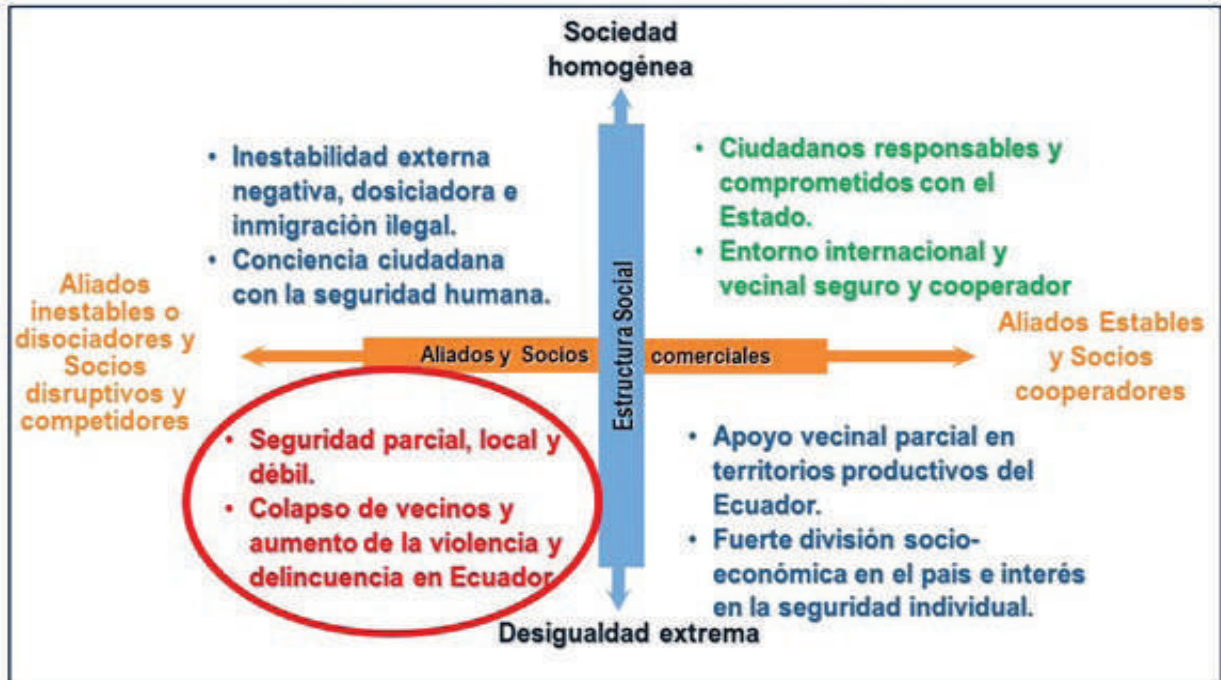 Sociedad
homogénea
• Inestabilidad externa
negativa, dosiciadora e
inmigración ilegal.
• Conciencia ciudadana
con la seguridad humana.
• Ciudadanos responsables y
comprometidos con el
Estado.
• Entorno internacional y
vecinal seguro y cooperador
Aliados
inestables o
disociadores y
Socios
disruptivos y
competidores
Aliados y Socios comerciales
Estructura Social
Aliados Estables
y Socios
cooperadores
• Seguridad parcial, local y
débil.
• Colapso de vecinos y
aumento de la violencia y
delincuencia en Ecuador
• Apoyo vecinal parcial en
territorios productivos del
Ecuador.
• Fuerte división socio-
económica en el país e interés
en la seguridad individual.
Desigualdad extrema